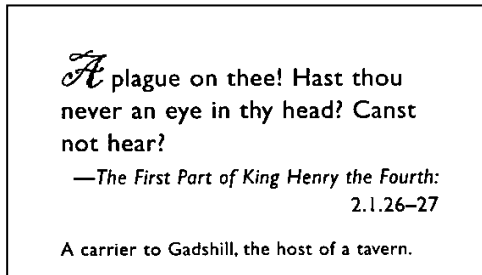 A plague on thee! Hast thou
never an eye in thy head? Canst
not hear?
—The First Part of King Henry the Fourth:
2.1.26–27
A carrier to Gadshill, the host of a tavern.